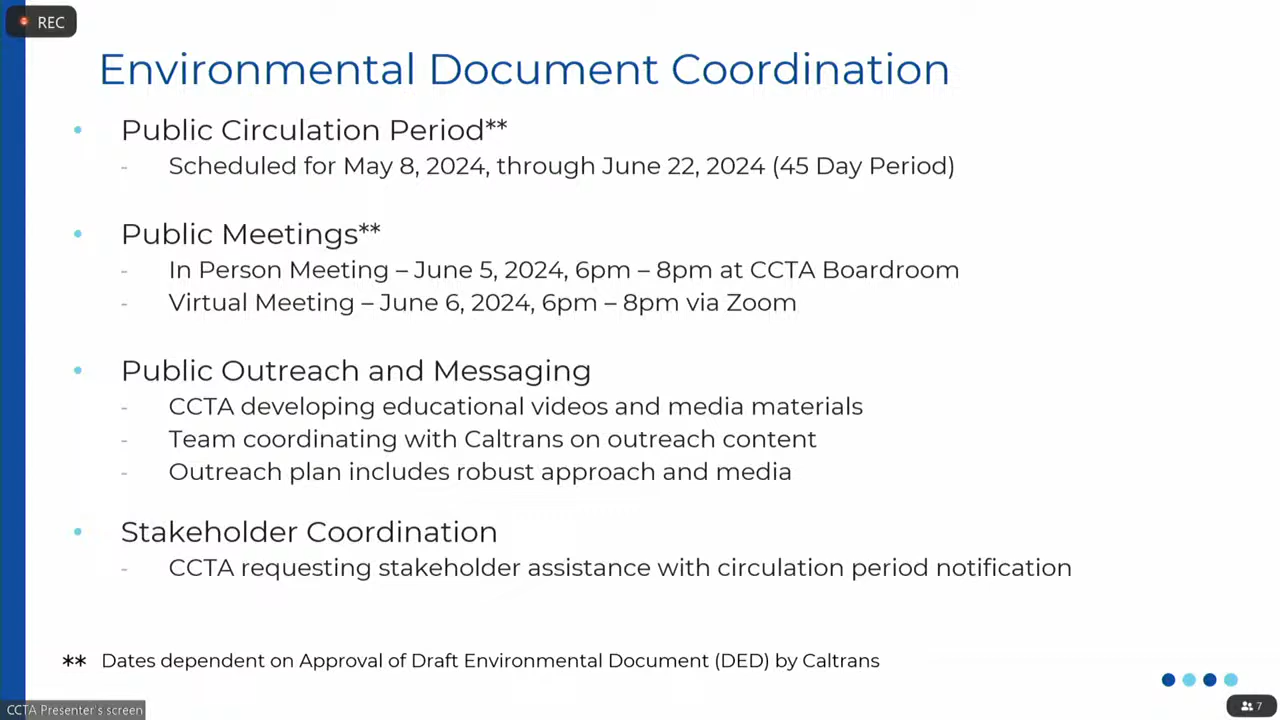 REC
Environmental Document Coordination
• Public Circulation Period**
- Scheduled for May 8, 2024, through June 22, 2024 (45 Day Period)
• Public Meetings**
- In Person Meeting – June 5, 2024, 6pm – 8pm at CCTA Boardroom
- Virtual Meeting – June 6, 2024, 6pm – 8pm via Zoom
• Public Outreach and Messaging
- CCTA developing educational videos and media materials
- Team coordinating with Caltrans on outreach content
- Outreach plan includes robust approach and media
• Stakeholder Coordination
- CCTA requesting stakeholder assistance with circulation period notification
** Dates dependent on Approval of Draft Environmental Document (DED) by Caltrans
CCTA Presenter's screen
7